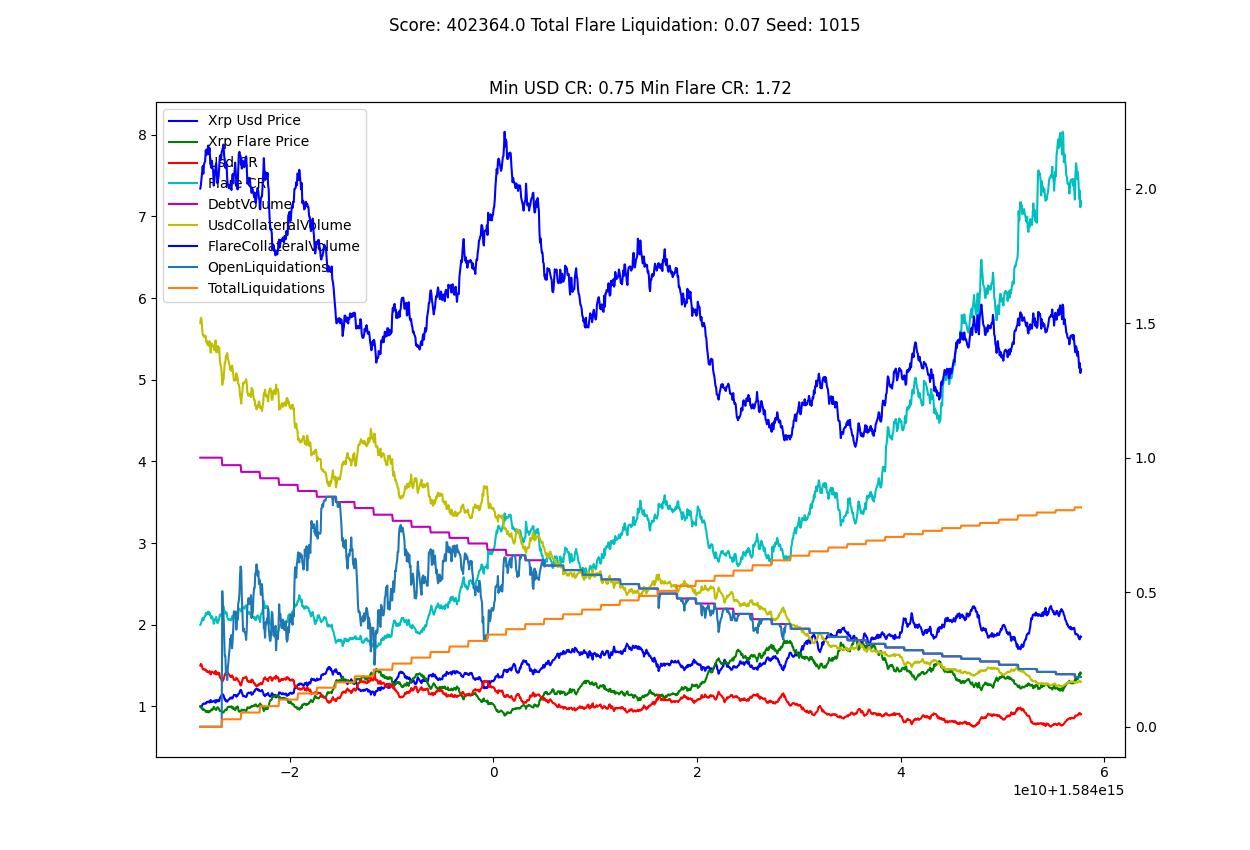 Score: 402364.0 Total Flare Liquidation: 0.07 Seed: 1015
Min USD CR: 0.75 Min Flare CR: 1.72
Xrp Usd Price
Xrp Flare Price
Usd CR
Flare CR
DebtVolume
UsdCollateralVolume
FlareCollateralVolume
OpenLiquidations
TotalLiquidations
8
7
6
5
4
3
2
1
2.0
1.5
1.0
0.5
0.0
−2
0
2
4
6
1e10+1.584e15